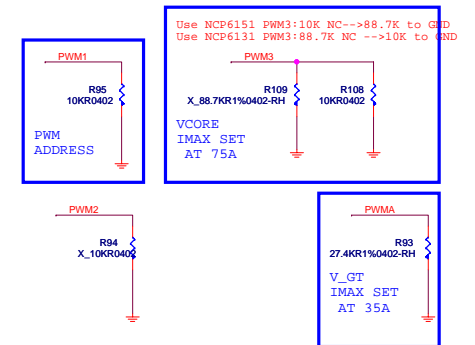 Use NCP6151 PWM3:10K NC-->88.7K to GND
Use NCP6131 PWM3:88.7K NC -->10K to GND
PWM1
R95
10KR0402
PWM
ADDRESS
PWM3
R109
X_88.7KR1%0402-RH
R108
10KR0402
VCORE
IMAX SET
AT 75A
PWM2
R94
X_10KR0402
PWMA
R93
27.4KR1%0402-RH
V_GT
IMAX SET
AT 35A